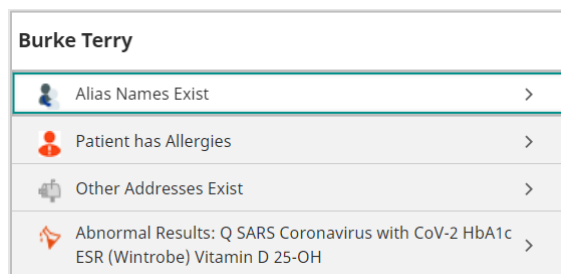 Burke Terry
Alias Names Exist
Patient has Allergies
Other Addresses Exist
Abnormal Results: Q SARS Coronavirus with CoV-2 HbA1c
ESR (Wintrobe) Vitamin D 25-OH